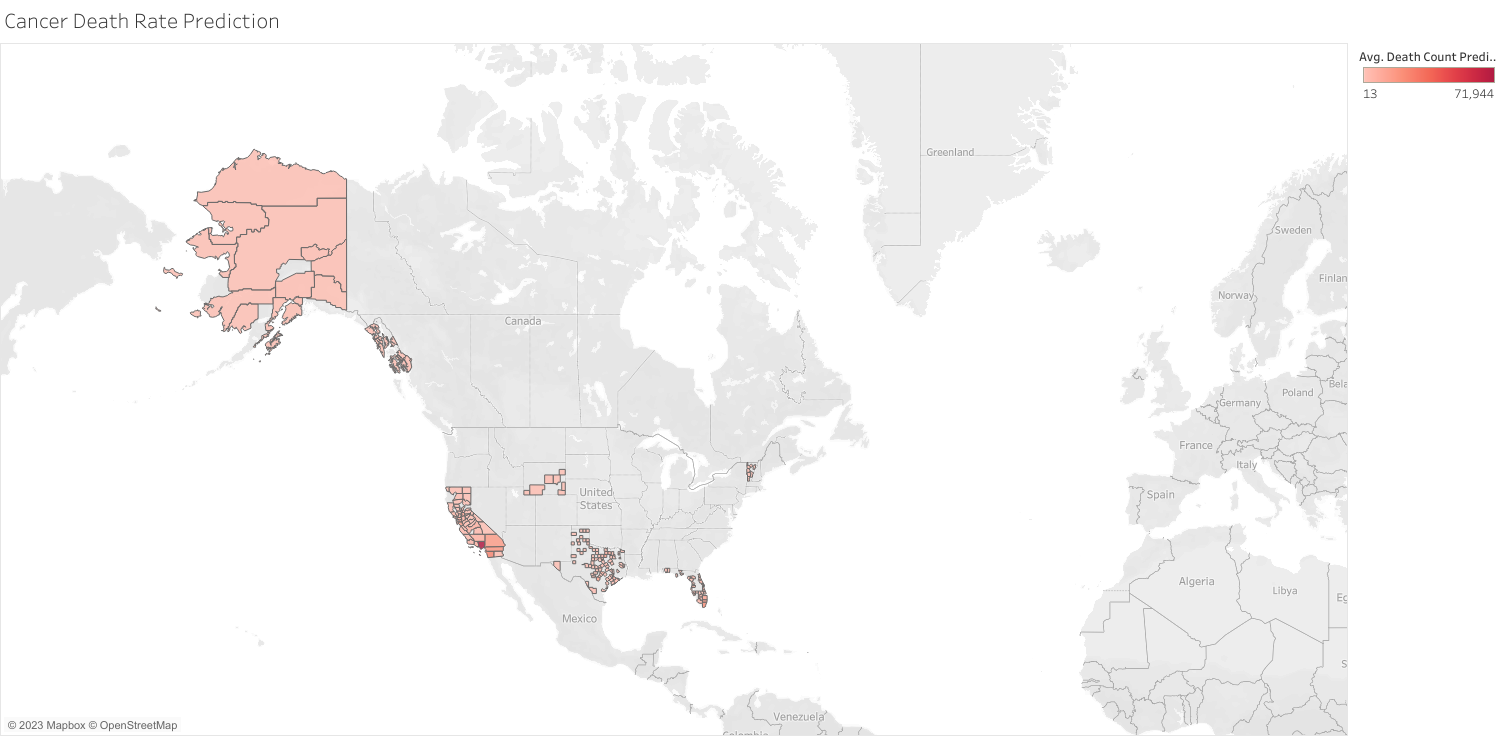 Cancer Death Rate Prediction
Avg. Death Count Predi..
13 71,944
Greenland
Sweden
Finlan
Norway
Canada
Bela
Poland
Germany
France
Italy
United
States
Spain
Algeria
Libya
Eg
Mexico
S
Venezuela
Colombia
© 2023 Mapbox © OpenStreetMap